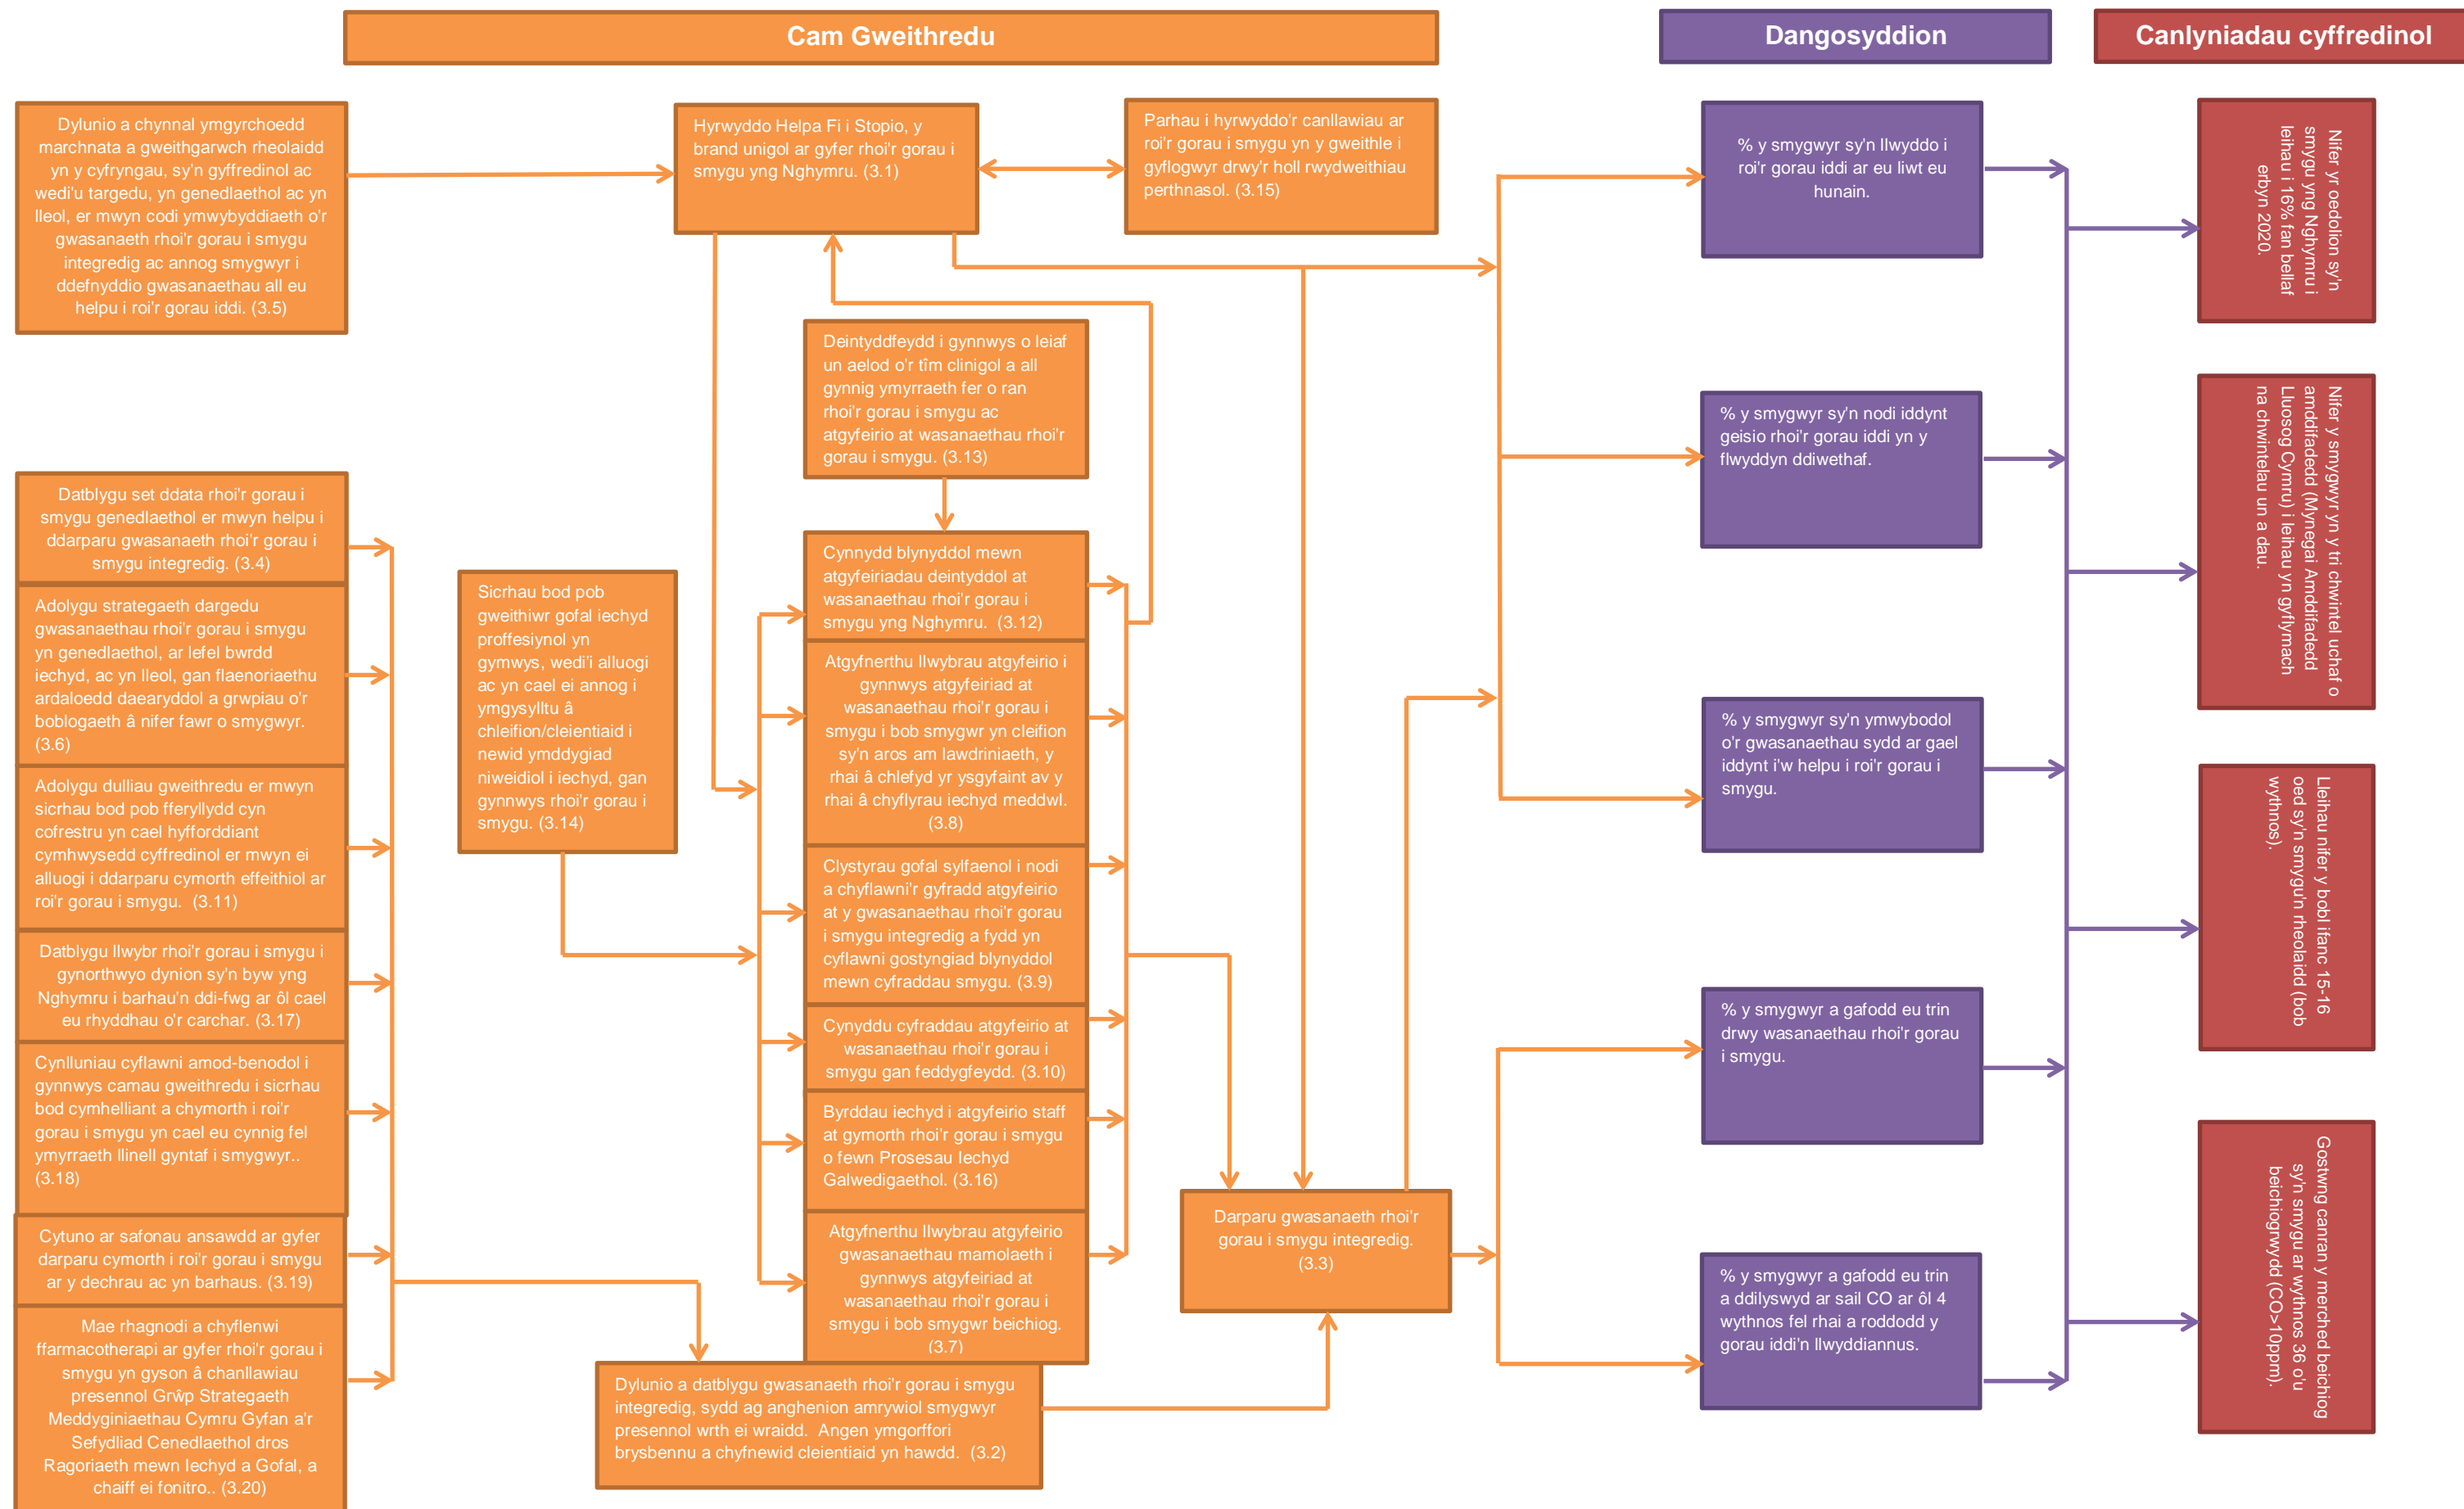 Cam Gweithredu
Dangosyddion
Canlyniadau cyffredinol
Dylunio a chynnal ymgyrchoedd
marchnata a gweithgarwch rheolaidd
yn y cyfryngau, sy'n gyffredinol ac
wedi'u targedu, yn genedlaethol ac yn
lleol, er mwyn codi ymwybyddiaeth o'r
gwasanaeth rhoi'r gorau i smygu
integredig ac annog smygwyr i
ddefnyddio gwasanaethau all eu
helpu i roi'r gorau iddi. (3.5)
Hyrwyddo Helpa Fi i Stopio, y
brand unigol ar gyfer rhoi'r gorau i
smygu yng Nghymru. (3.1)
Parhau i hyrwyddo'r canllawiau ar
roi'r gorau i smygu yn y gweithle i
gyflogwyr drwy'r holl rwydweithiau
perthnasol. (3.15)
Deintyddfeydd i gynnwys o leiaf
un aelod o'r tîm clinigol a all
gynnig ymyrraeth fer o ran
rhoi'r gorau i smygu ac
atgyfeirio at wasanaethau rhoi'r
gorau i smygu. (3.13)
Datblygu set ddata rhoi'r gorau i
smygu genedlaethol er mwyn helpu i
ddarparu gwasanaeth rhoi'r gorau i
smygu integredig. (3.4)
Adolygu strategaeth dargedu
gwasanaethau rhoi'r gorau i smygu
yn genedlaethol, ar lefel bwrdd
iechyd, ac yn lleol, gan flaenoriaethu
ardaloedd daearyddol a grwpiau o'r
boblogaeth â nifer fawr o smygwyr.
(3.6)
Adolygu dulliau gweithredu er mwyn
sicrhau bod pob fferyllydd cyn
cofrestru yn cael hyfforddiant
cymhwysedd cyffredinol er mwyn ei
alluogi i ddarparu cymorth effeithiol ar
roi'r gorau i smygu.  (3.11)
Datblygu llwybr rhoi'r gorau i smygu i
gynorthwyo dynion sy'n byw yng
Nghymru i barhau'n ddi-fwg ar ôl cael
eu rhyddhau o'r carchar. (3.17)
Cynlluniau cyflawni amod-benodol i
gynnwys camau gweithredu i sicrhau
bod cymhelliant a chymorth i roi'r
gorau i smygu yn cael eu cynnig fel
ymyrraeth llinell gyntaf i smygwyr..
(3.18)
Cytuno ar safonau ansawdd ar gyfer
darparu cymorth i roi'r gorau i smygu
ar y dechrau ac yn barhaus. (3.19)
Mae rhagnodi a chyflenwi
ffarmacotherapi ar gyfer rhoi'r gorau i
smygu yn gyson â chanllawiau
presennol Grŵp Strategaeth
Meddyginiaethau Cymru Gyfan a'r
Sefydliad Cenedlaethol dros
Ragoriaeth mewn Iechyd a Gofal, a
chaiff ei fonitro.. (3.20)
Sicrhau bod pob
gweithiwr gofal iechyd
proffesiynol yn
gymwys, wedi'i alluogi
ac yn cael ei annog i
ymgysylltu â
chleifion/cleientiaid i
newid ymddygiad
niweidiol i iechyd, gan
gynnwys rhoi'r gorau i
smygu. (3.14)
Cynnydd blynyddol mewn
atgyfeiriadau deintyddol at
wasanaethau rhoi'r gorau i
smygu yng Nghymru.  (3.12)
Atgyfnerthu llwybrau atgyfeirio i
gynnwys atgyfeiriad at
wasanaethau rhoi'r gorau i
smygu i bob smygwr yn cleifion
sy'n aros am lawdriniaeth, y
rhai â chlefyd yr ysgyfaint av y
rhai â chyflyrau iechyd meddwl.
(3.8)
Clystyrau gofal sylfaenol i nodi
a chyflawni'r gyfradd atgyfeirio
at y gwasanaethau rhoi'r gorau
i smygu integredig a fydd yn
cyflawni gostyngiad blynyddol
mewn cyfraddau smygu. (3.9)
Cynyddu cyfraddau atgyfeirio at
wasanaethau rhoi'r gorau i
smygu gan feddygfeydd. (3.10)
Byrddau iechyd i atgyfeirio staff
at gymorth rhoi'r gorau i smygu
o fewn Prosesau Iechyd
Galwedigaethol. (3.16)
Atgyfnerthu llwybrau atgyfeirio
gwasanaethau mamolaeth i
gynnwys atgyfeiriad at
wasanaethau rhoi'r gorau i
smygu i bob smygwr beichiog.
(3.7)
Dylunio a datblygu gwasanaeth rhoi'r gorau i smygu
integredig, sydd ag anghenion amrywiol smygwyr
presennol wrth ei wraidd.  Angen ymgorffori
brysbennu a chyfnewid cleientiaid yn hawdd.  (3.2)
Darparu gwasanaeth rhoi'r
gorau i smygu integredig.
(3.3)
% y smygwyr sy'n llwyddo i
roi'r gorau iddi ar eu liwt eu
hunain.
% y smygwyr sy'n nodi iddynt
geisio rhoi'r gorau iddi yn y
flwyddyn ddiwethaf.
% y smygwyr sy'n ymwybodol
o'r gwasanaethau sydd ar gael
iddynt i'w helpu i roi'r gorau i
smygu.
% y smygwyr a gafodd eu trin
drwy wasanaethau rhoi'r gorau
i smygu.
% y smygwyr a gafodd eu trin
a ddilyswyd ar sail CO ar ôl 4
wythnos fel rhai a roddodd y
gorau iddi'n llwyddiannus.
Nifer yr oedolion sy'n
smygu yng Nghymru i
leihau i 16% fan bellaf
erbyn 2020.
Nifer y smygwyr yn y tri chwintel uchaf o
amddifadedd (Mynegai Amddifadedd
Lluosog Cymru) i leihau yn gyflymach
na chwintelau un a dau.
Lleihau nifer y bobl ifanc 15-16
oed sy'n smygu'n rheolaidd (bob
wythnos).
Gostwng canran y merched beichiog
sy'n smygu ar wythnos 36 o'u
beichiogrwydd (CO>10ppm).